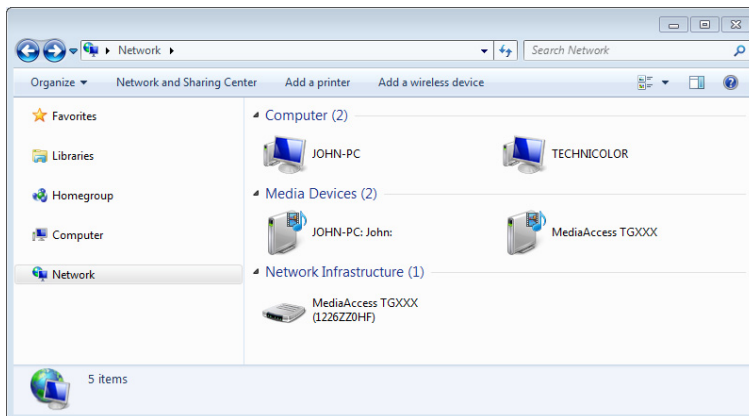 Network
Search Network
Organize
Network and Sharing Center
Add a printer
Add a wireless device
Favorites
Libraries
Homegroup
Computer
Network
Computer (2)
JOHN-PC
TECHNICOLOR
Media Devices (2)
JOHN-PC: John:
MediaAccess TGXXX
Network Infrastructure (1)
MediaAccess TGXXX
(1226ZZ0HF)
5 items